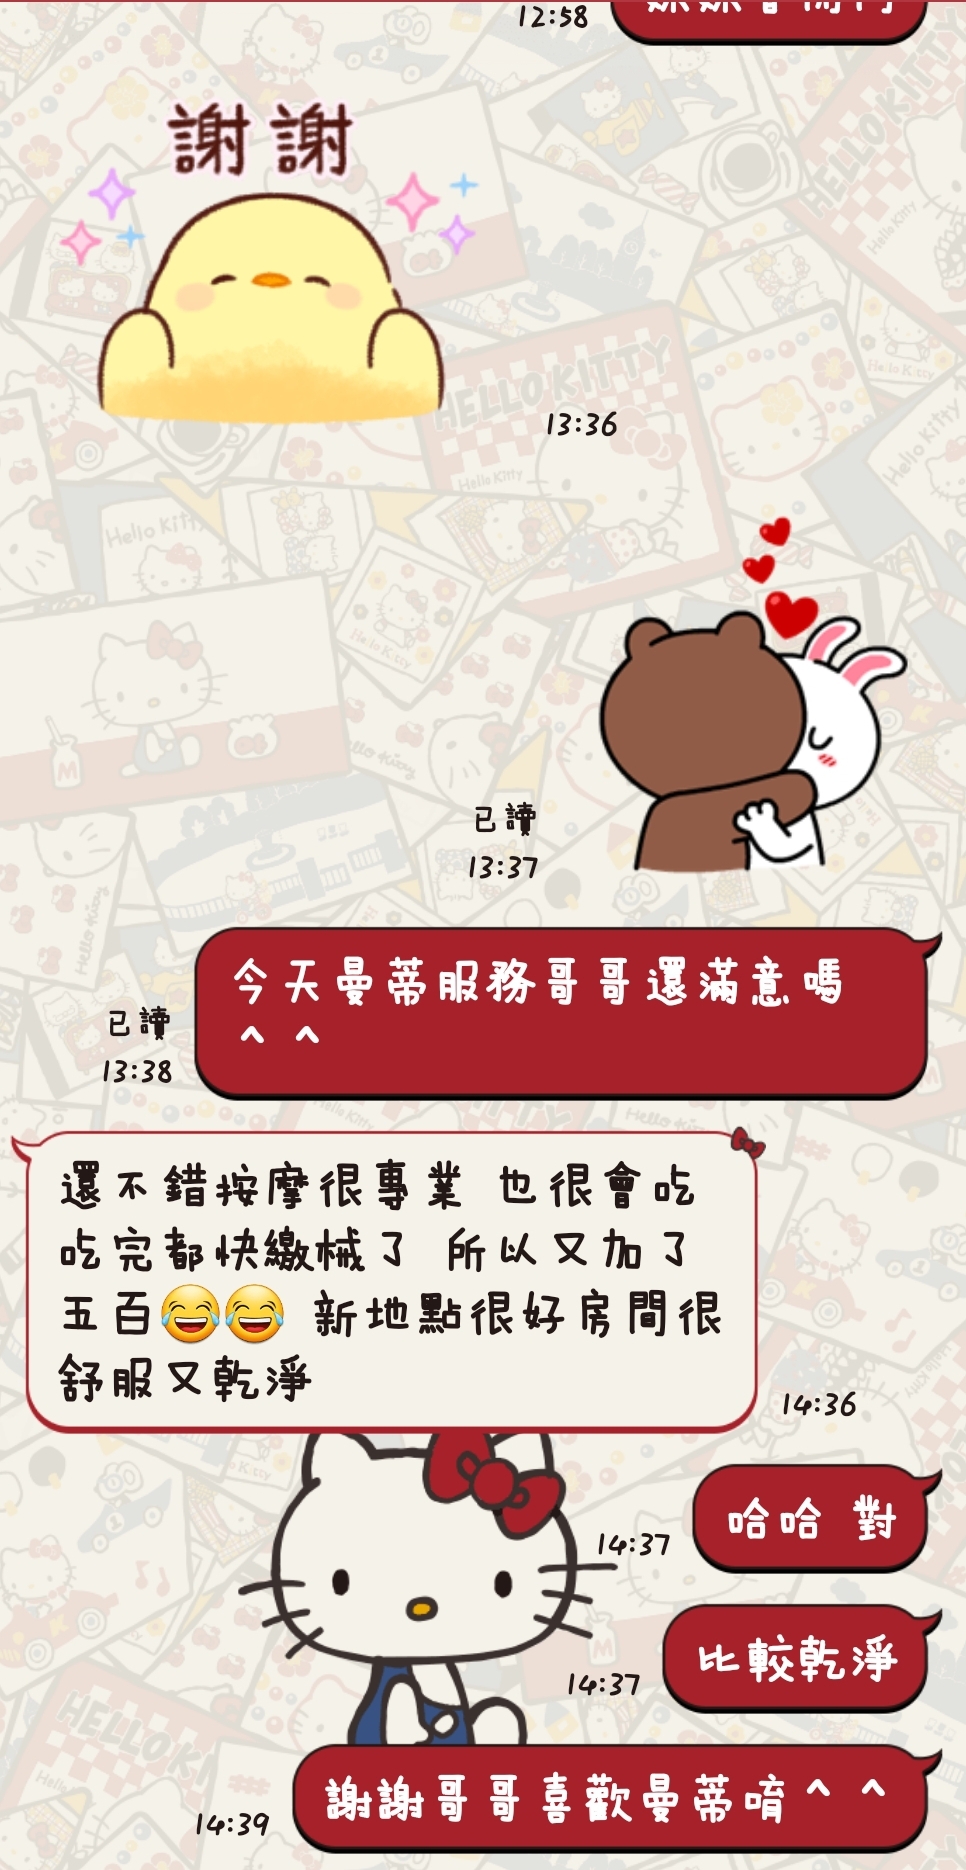 12:58
謝謝
13:36
已讀
13:37
今天曼蒂服務哥哥還滿意嗎
^ ^
已讀
13:38
還不錯按摩很專業 也很會吃
吃完都快繳械了 所以又加了
五百😂😂 新地點很好房間很
舒服又乾淨
14:36
哈哈 對
14:37
比較乾淨
14:37
謝謝哥哥喜歡曼蒂唷^ ^
14:39
HELLO KITTY
Hello Kitty